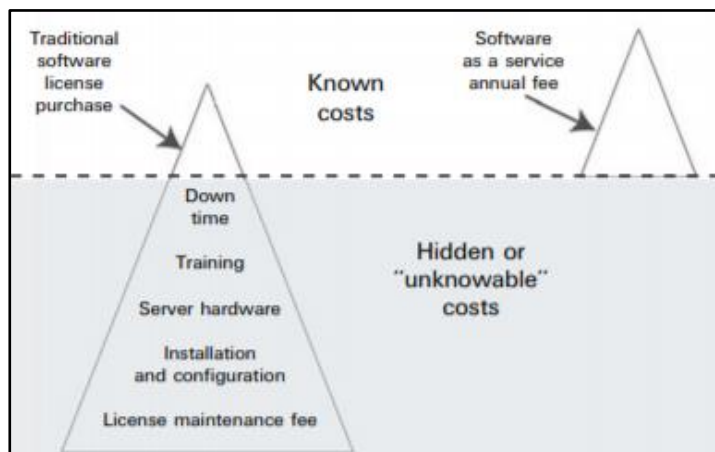 Traditional
software
license
purchase
Known
costs
Software
as a service
annual fee
Down
time
Training
Server hardware
Installation
and configuration
License maintenance fee
Hidden or
"unknowable"
costs